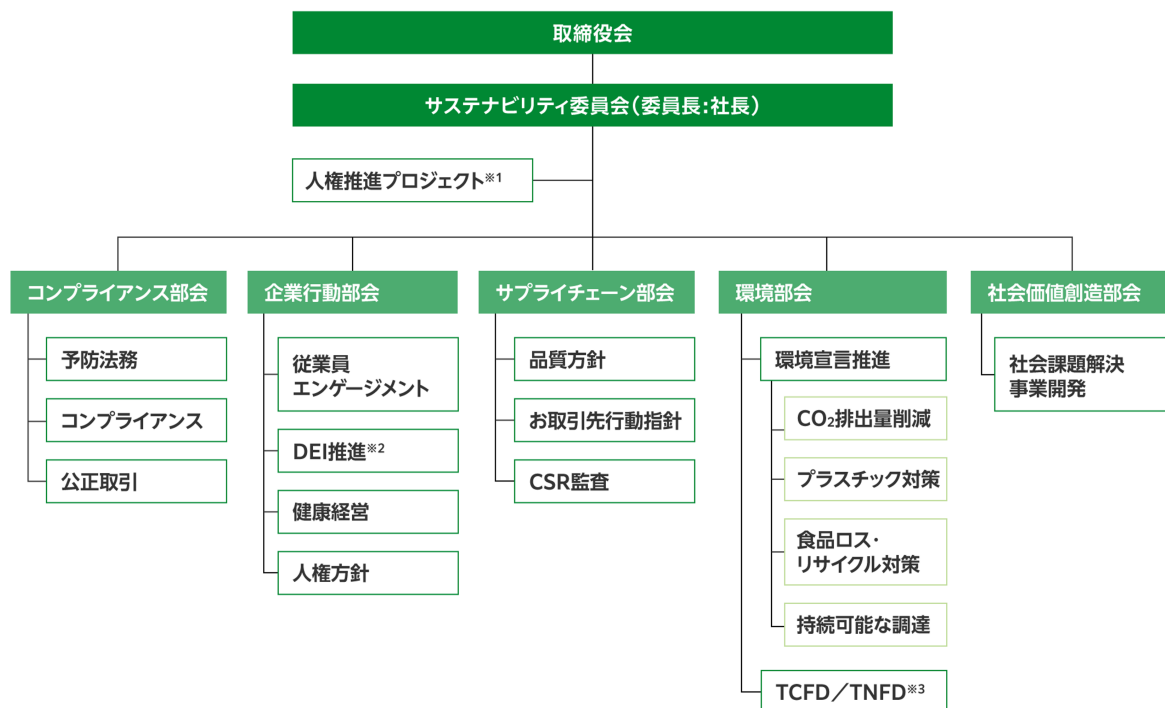 取締役会
サステナビリティ委員会(委員長:社長)
人権推進プロジェクト※1
コンプライアンス部会
予防法務
コンプライアンス
公正取引
企業行動部会
従業員
エンゲージメント
DEI推進※2
健康経営
人権方針
サプライチェーン部会
品質方針
お取引先行動指針
CSR監査
環境部会
環境宣言推進
CO₂排出量削減
プラスチック対策
食品ロス・
リサイクル対策
持続可能な調達
TCFD/TNFD※3
社会価値創造部会
社会課題解決
事業開発